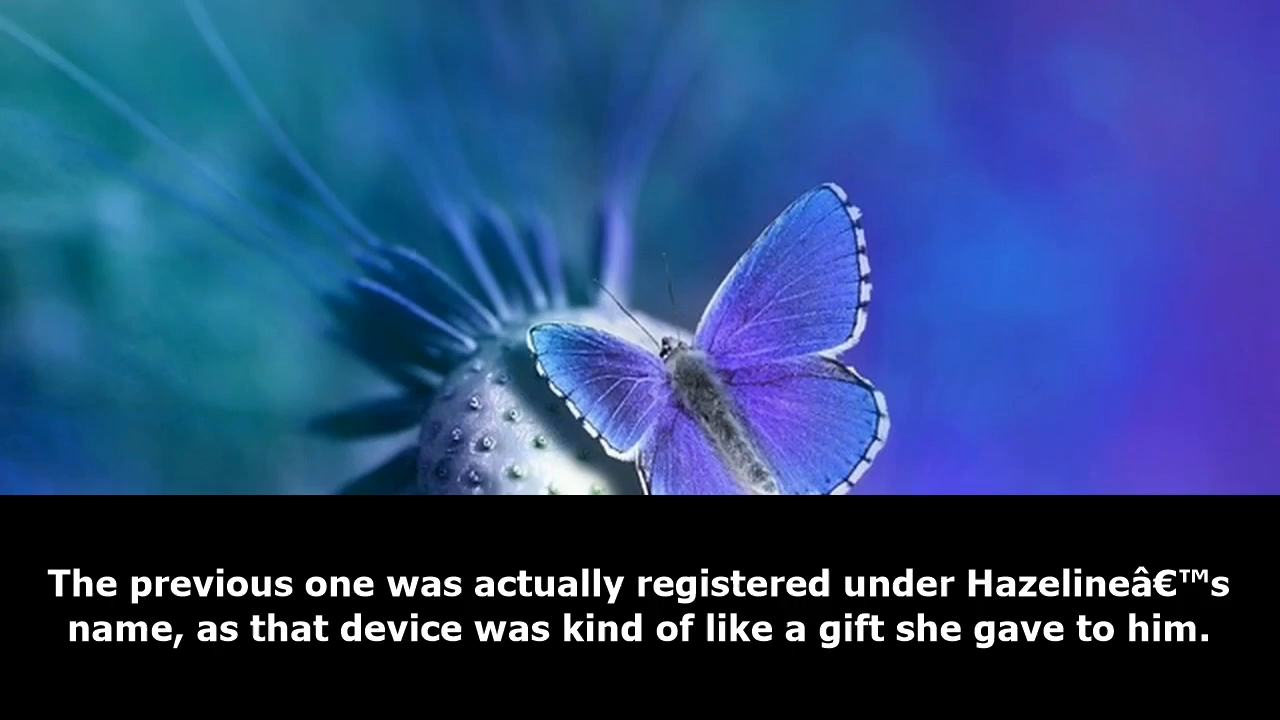 The previous one was actually registered under Hazelineâ€™s
name, as that device was kind of like a gift she gave to him.